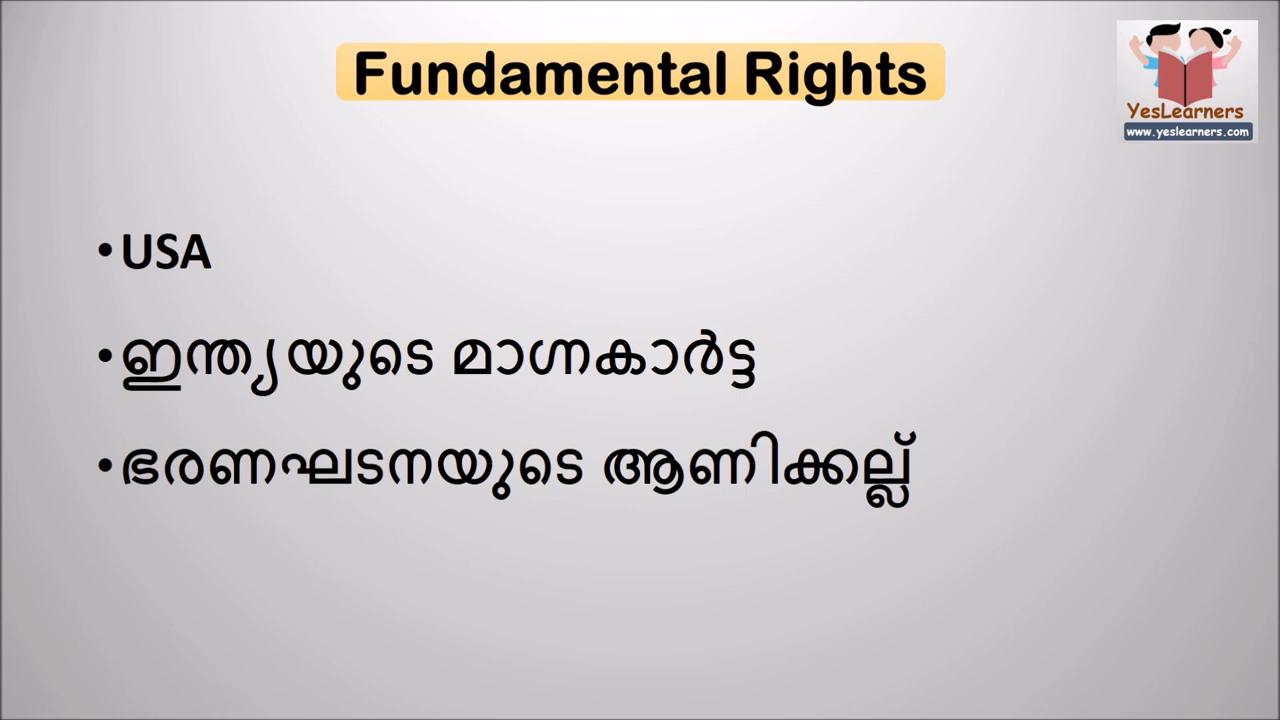 Fundamental Rights
YesLearners
www.yeslearners.com
•USA
•ഇന്ത്യയുടെ മാഗ്നകാർട്ട
•ഭരണഘടനയുടെ ആണിക്കല്ല്